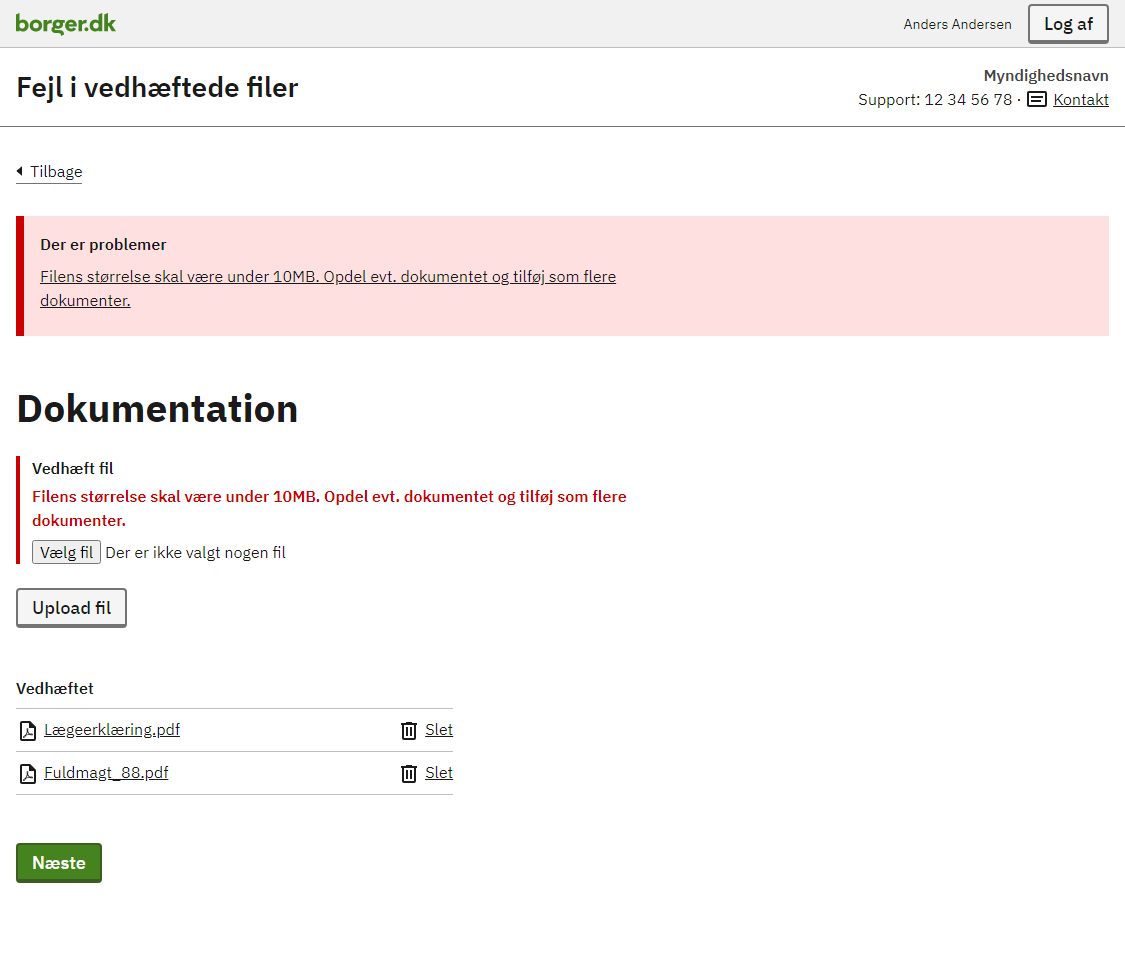 borger.dk
Anders Andersen
Log af
Fejl i vedhæftede filer
Myndighedsnavn
Support: 12 34 56 78 · Kontakt
Tilbage
Der er problemer
Filens størrelse skal være under 10MB. Opdel evt. dokumentet og tilføj som flere
dokumenter.
Dokumentation
Vedhæft fil
Filens størrelse skal være under 10MB. Opdel evt. dokumentet og tilføj som flere
dokumenter.
Vælg fil Der er ikke valgt nogen fil
Upload fil
Vedhæftet
Lægeerklæring.pdf Slet
Fuldmagt_88.pdf Slet
Næste